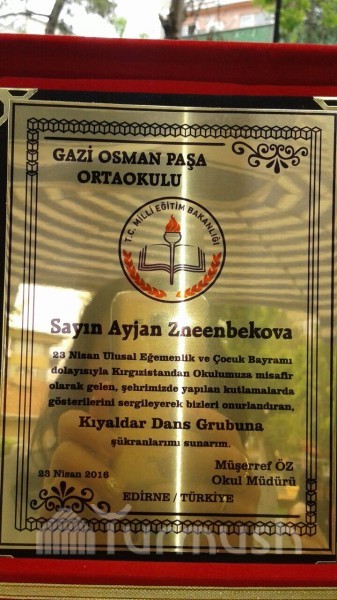 GAZİ OSMAN PAŞA
ORTAOKULU
T.C. MİLLİ EĞİTİM BAKANLIĞI
Sayın Ayjan Zheenbekova
23 Nisan Ulusal Eğemenlik ve Çocuk Bayramı
dolayısıyla Kırgızistandan Okulumuza misafir
olarak gelen, şehrimizde yapılan kutlamalarda
gösterilerini sergileyerek bizleri onurlandıran,
Kıyaldar Dans Grubuna
şükranlarımı sunarım.
23 Nisan 2016
Müşerref ÖZ
Okul Müdürü
EDİRNE / TÜRKİYE
Turmush